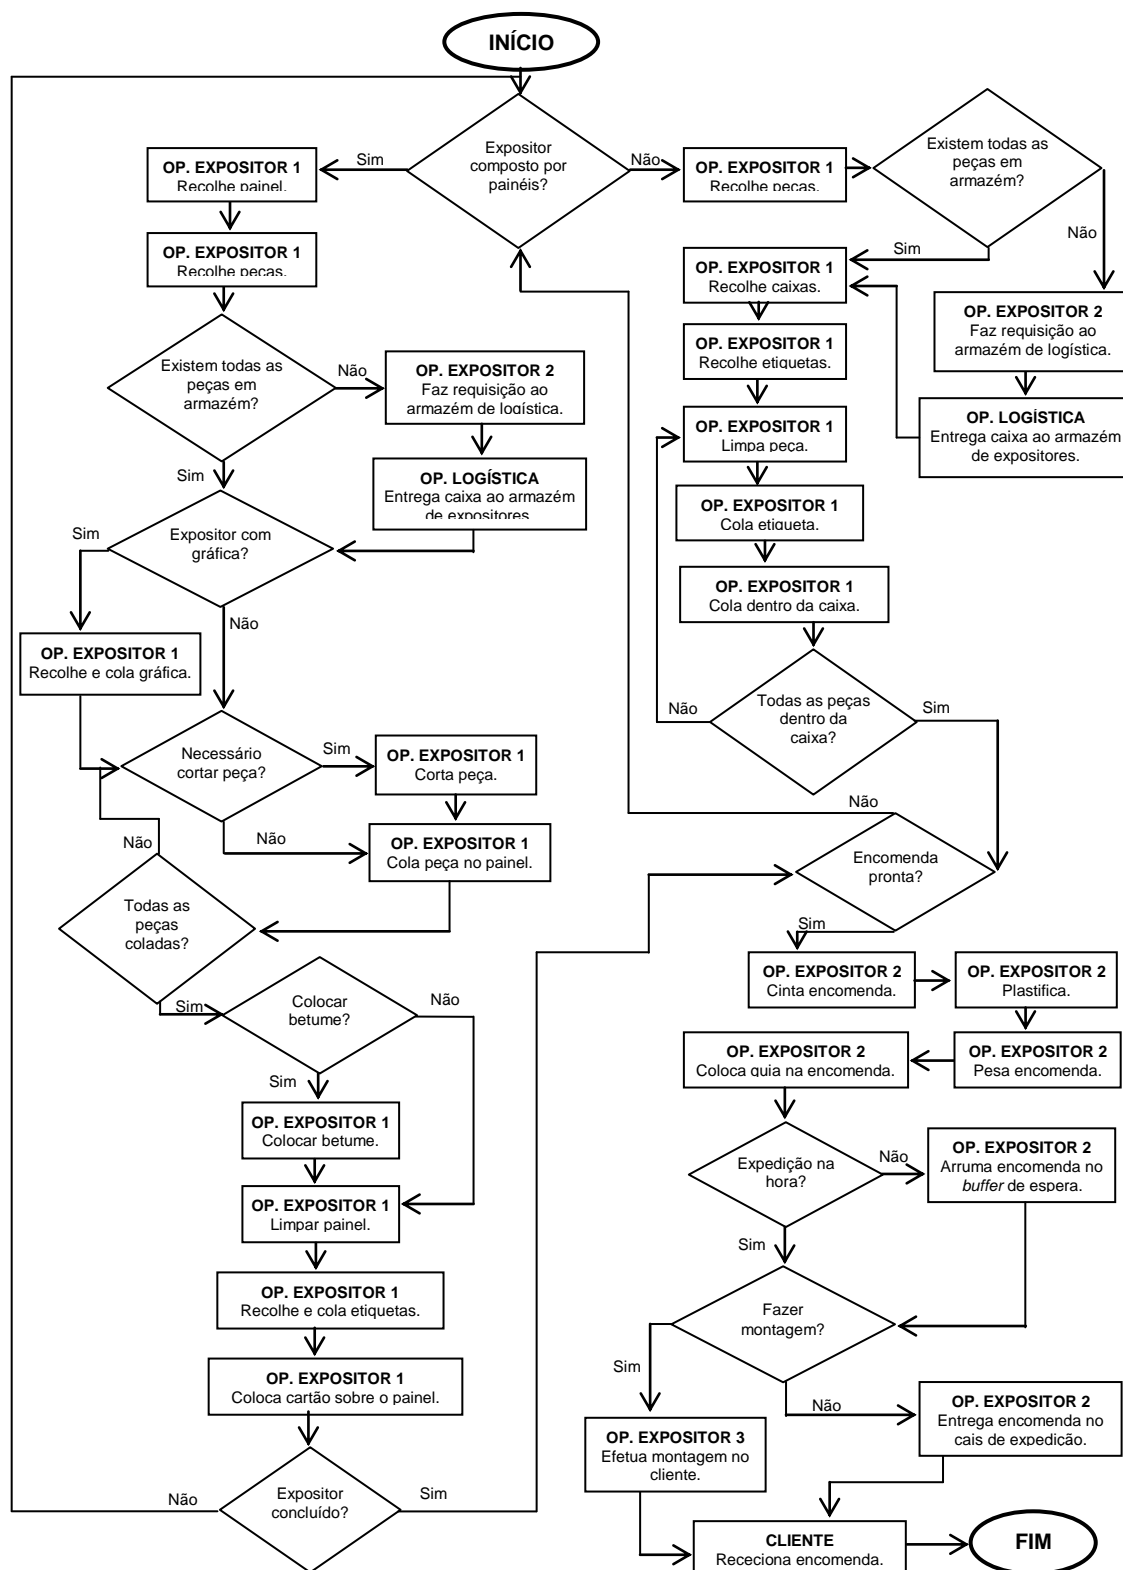 INÍCIO
Expositor
composto por
painéis?
Sim
Não
OP. EXPOSITOR 1
Recolhe painel.
OP. EXPOSITOR 1
Recolhe peças.
Existem todas as
peças em
armazém?
Não
OP. EXPOSITOR 2
Faz requisição ao
armazém de logística.
OP. LOGÍSTICA
Entrega caixa ao armazém
de expositores
Sim
Expositor com
gráfica?
Sim
Não
OP. EXPOSITOR 1
Recolhe e cola gráfica.
Necessário
cortar peça?
Sim
OP. EXPOSITOR 1
Corta peça.
Não
OP. EXPOSITOR 1
Cola peça no painel.
Não
Todas as
peças
coladas?
Sim
Colocar
betume?
Não
Sim
OP. EXPOSITOR 1
Colocar betume.
OP. EXPOSITOR 1
Limpar painel.
OP. EXPOSITOR 1
Recolhe e cola etiquetas.
OP. EXPOSITOR 1
Coloca cartão sobre o painel.
Não
Expositor
concluído?
Sim
OP. EXPOSITOR 1
Recolhe peças.
Existem todas as
peças em
armazém?
Sim
Não
OP. EXPOSITOR 2
Faz requisição ao
armazém de logística.
OP. LOGÍSTICA
Entrega caixa ao armazém
de expositores.
OP. EXPOSITOR 1
Recolhe caixas.
OP. EXPOSITOR 1
Recolhe etiquetas.
OP. EXPOSITOR 1
Limpa peça.
OP. EXPOSITOR 1
Cola etiqueta.
OP. EXPOSITOR 1
Cola dentro da caixa.
Não
Todas as peças
dentro da
caixa?
Sim
Não
Encomenda
pronta?
Sim
OP. EXPOSITOR 2
Cinta encomenda.
OP. EXPOSITOR 2
Plastifica.
OP. EXPOSITOR 2
Pesa encomenda.
OP. EXPOSITOR 2
Coloca guia na encomenda.
Expedição na
hora?
Não
OP. EXPOSITOR 2
Arruma encomenda no
buffer de espera.
Sim
Fazer
montagem?
Sim
Não
OP. EXPOSITOR 3
Efetua montagem no
cliente.
OP. EXPOSITOR 2
Entrega encomenda no
cais de expedição.
CLIENTE
Receciona encomenda.
FIM